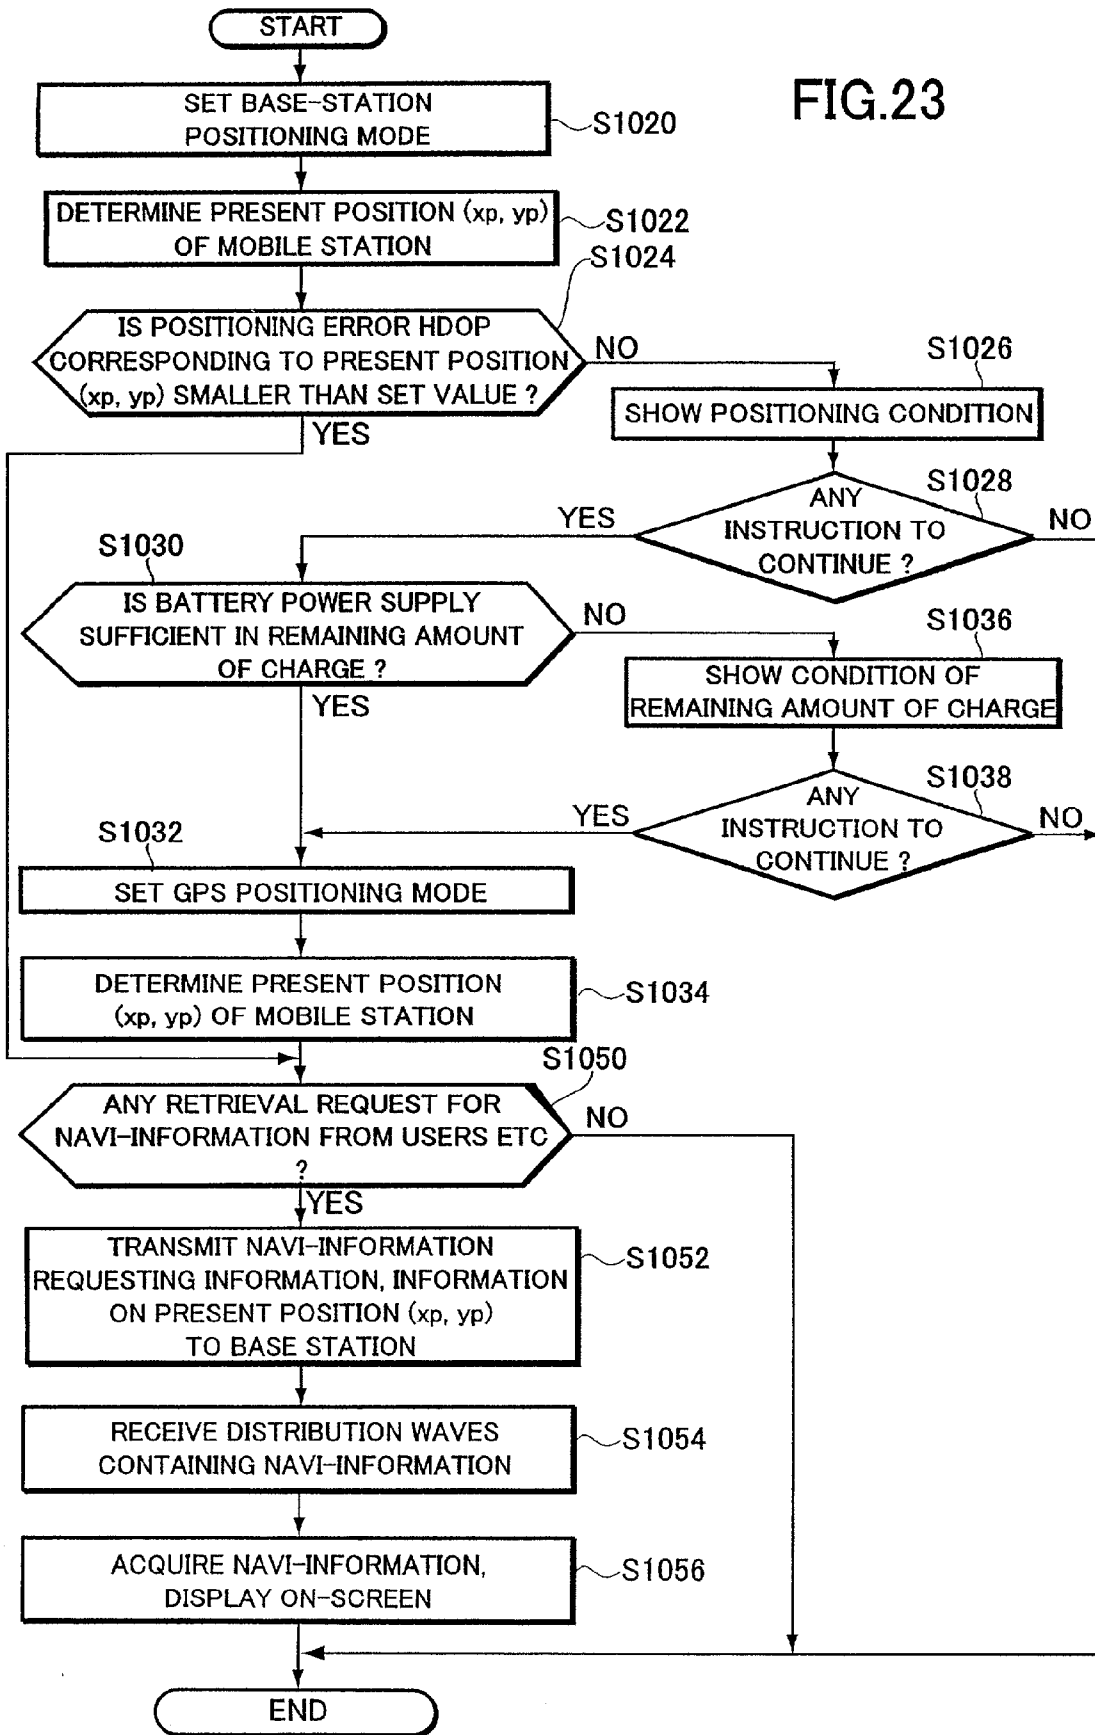 START
FIG.23
SET BASE-STATION
POSITIONING MODE
S1020
DETERMINE PRESENT POSITION (xp, yp)
OF MOBILE STATION
S1022
S1024
IS POSITIONING ERROR HDOP
CORRESPONDING TO PRESENT POSITION
(xp, yp) SMALLER THAN SET VALUE ?
NO
YES
S1026
SHOW POSITIONING CONDITION
S1028
ANY
INSTRUCTION TO
CONTINUE ?
YES
NO
S1030
IS BATTERY POWER SUPPLY
SUFFICIENT IN REMAINING AMOUNT
OF CHARGE ?
NO
YES
S1036
SHOW CONDITION OF
REMAINING AMOUNT OF CHARGE
S1038
ANY
INSTRUCTION TO
CONTINUE ?
YES
NO
S1032
SET GPS POSITIONING MODE
DETERMINE PRESENT POSITION
(xp, yp) OF MOBILE STATION
S1034
S1050
ANY RETRIEVAL REQUEST FOR
NAVI-INFORMATION FROM USERS ETC
?
NO
YES
TRANSMIT NAVI-INFORMATION
REQUESTING INFORMATION, INFORMATION
ON PRESENT POSITION (xp, yp)
TO BASE STATION
S1052
RECEIVE DISTRIBUTION WAVES
CONTAINING NAVI-INFORMATION
S1054
ACQUIRE NAVI-INFORMATION,
DISPLAY ON-SCREEN
S1056
END